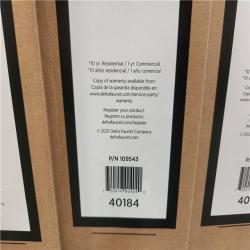 *10 yr. Residential / 1 yr. Commercial
*10 años residencial / 1 año comercial
Copy of warranty available from:
Copia de la garantía disponible en:
www.deltafaucet.com/service-parts/
warranty
Register your product:
Registre su producto:
www.deltafaucet.com/register
© 2021 Delta Faucet Company
deltafaucet.com
P/N 109543
40184
40